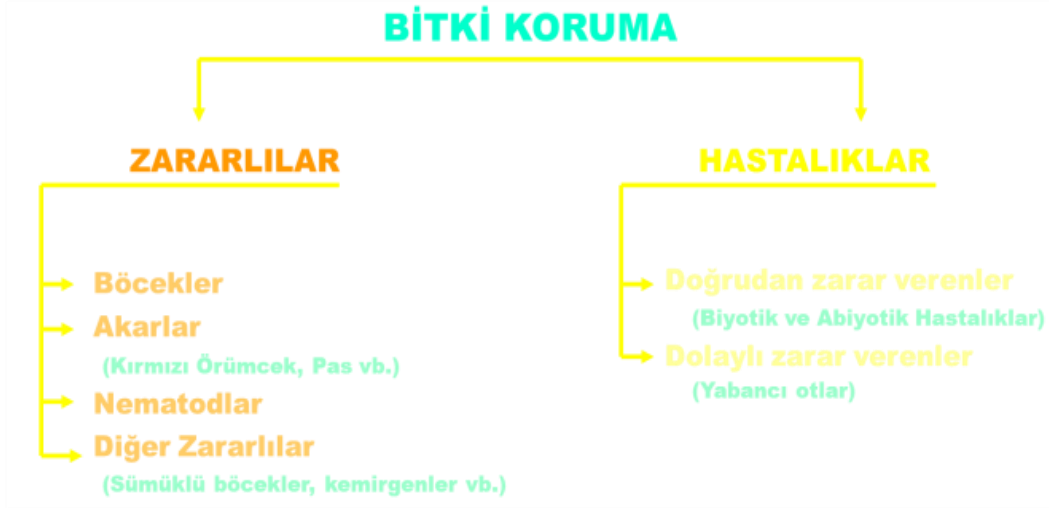 BİTKİ KORUMA
ZARARLILAR
Böcekler
Akarlar
(Kırmızı Örümcek, Pas vb.)
Nematodlar
Diğer Zararlılar
(Sümüklü böcekler, kemirgenler vb.)
HASTALIKLAR
Doğrudan zarar verenler
(Biyotik ve Abiyotik Hastalıklar)
Dolaylı zarar verenler
(Yabancı otlar)